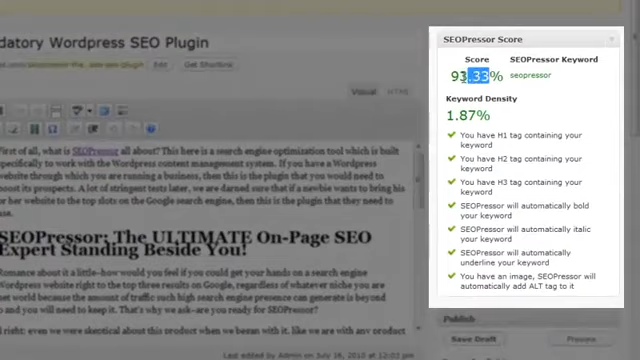 datory Wordpress SEO Plugin
Edit Get Shortlink
Visual HTML
First of all, what is SEOPressor all about? This here is a search engine optimization tool which is built
specifically to work with the Wordpress content management system. If you have a Wordpress
website through which you are running a business, then this is the plugin that you would need to
boost its prospects. A lot of stringent tests later, we are darned sure that if a newbie wants to bring his
or her website to the top slots on the Google search engine, then this is the plugin that they need to
use.
SEOPressor: The ULTIMATE On-Page SEO
Expert Standing Beside You!
Romance about it a little–how would you feel if you could get your hands on a search engine
website right to the top three results on Google, regardless of whatever niche you are
net world because the amount of traffic such high search engine presence can generate is beyond
and you will need to keep it. That's why we ask–are you ready for SEOPressor?
ll right; even we were skeptical about this product when we began with it, like we are with any product
Last edited by Admin on July 16, 2010 at 12:03 pm
SEOPressor Score
Score SEOPressor Keyword
93.33% seopressor
Keyword Density
1.87%
You have H1 tag containing your
keyword
You have H2 tag containing your
keyword
You have H3 tag containing your
keyword
SEOPressor will automatically bold
your keyword
SEOPressor will automatically italic
your keyword
SEOPressor will automatically
underline your keyword
You have an image, SEOPressor will
automatically add ALT tag to it
Publish
Save Draft Preview